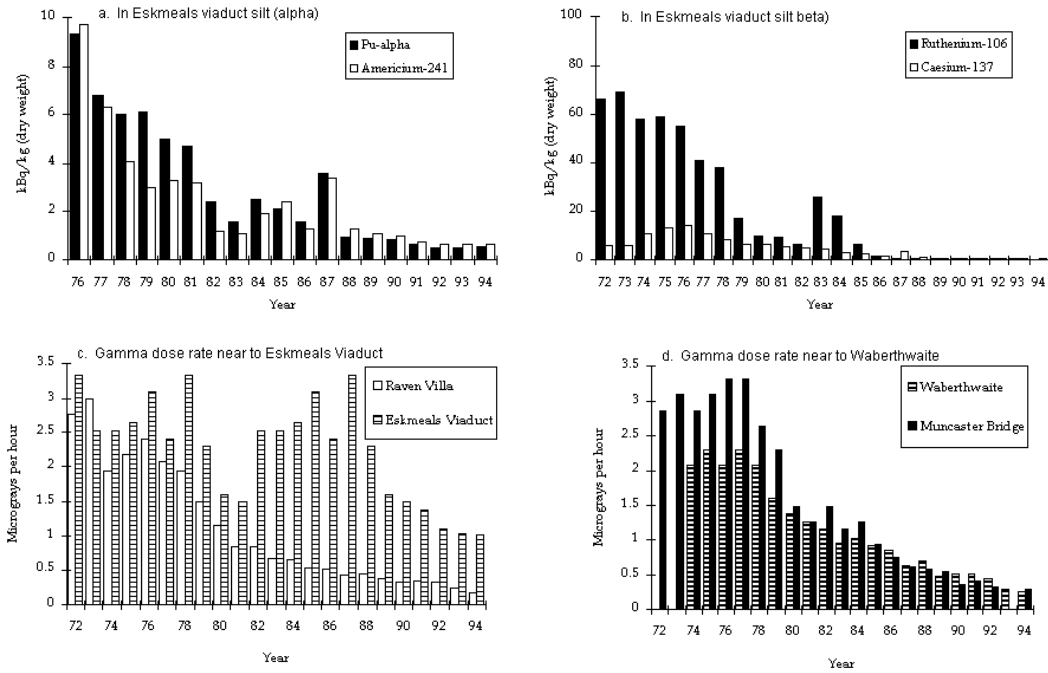 a. In Eskmeals viaduct silt (alpha)
kBq/kg (dry weight)
10
8
6
4
2
0
Pu-alpha
Americium-241
76 77 78 79 80 81 82 83 84 85 86 87 88 89 90 91 92 93 94
Year
b. In Eskmeals viaduct silt beta)
kBq/kg (dry weight)
100
80
60
40
20
0
Ruthenium-106
Caesium-137
72 73 74 75 76 77 78 79 80 81 82 83 84 85 86 87 88 89 90 91 92 93 94
Year
c. Gamma dose rate near to Eskmeals Viaduct
Micrograys per hour
3.5
3
2.5
2
1.5
1
0.5
0
Raven Villa
Eskmeals Viaduct
72 74 76 78 80 82 84 86 88 90 92 94
Year
d. Gamma dose rate near to Waberthwaite
Micrograys per hour
3.5
3
2.5
2
1.5
1
0.5
0
Waberthwaite
Muncaster Bridge
72 74 76 78 80 82 84 86 88 90 92 94
Year